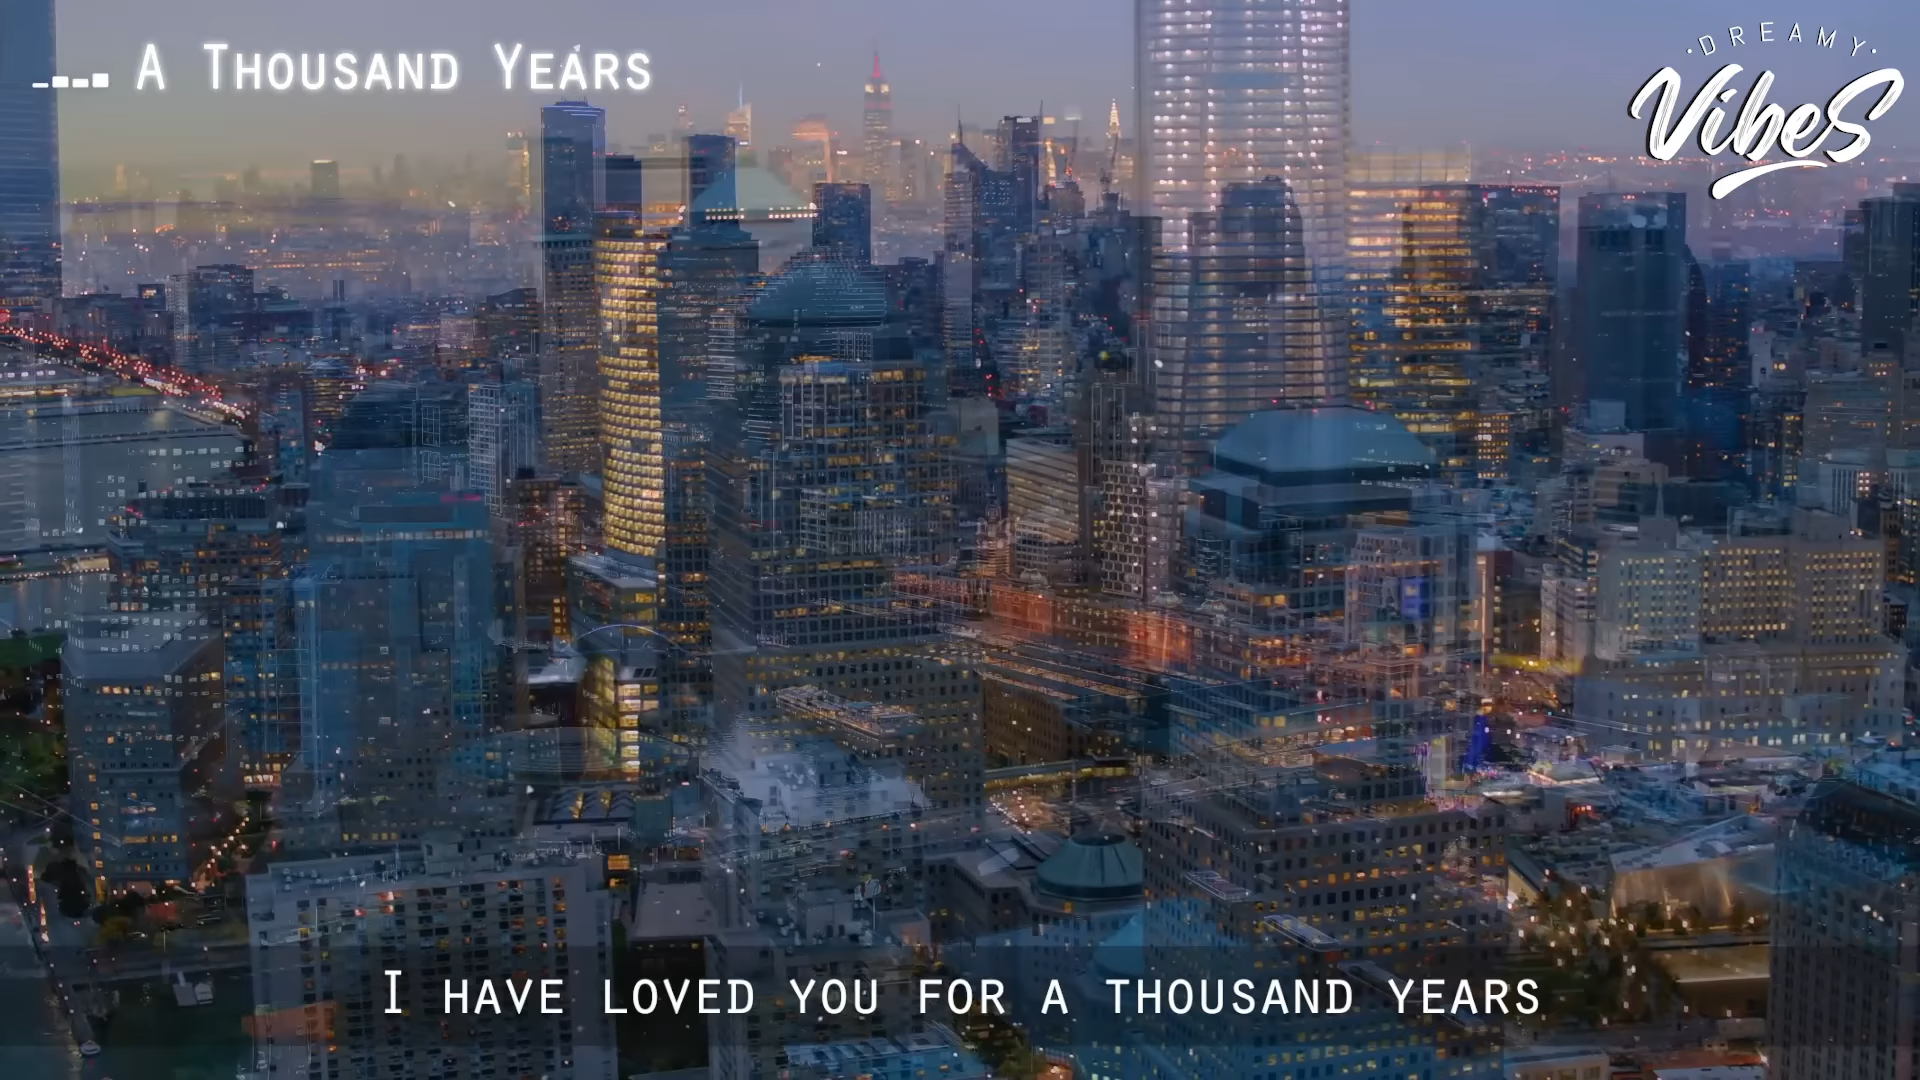 A THOUSAND YEARS
·DREAMY·
Vibes
I HAVE LOVED YOU FOR A THOUSAND YEARS